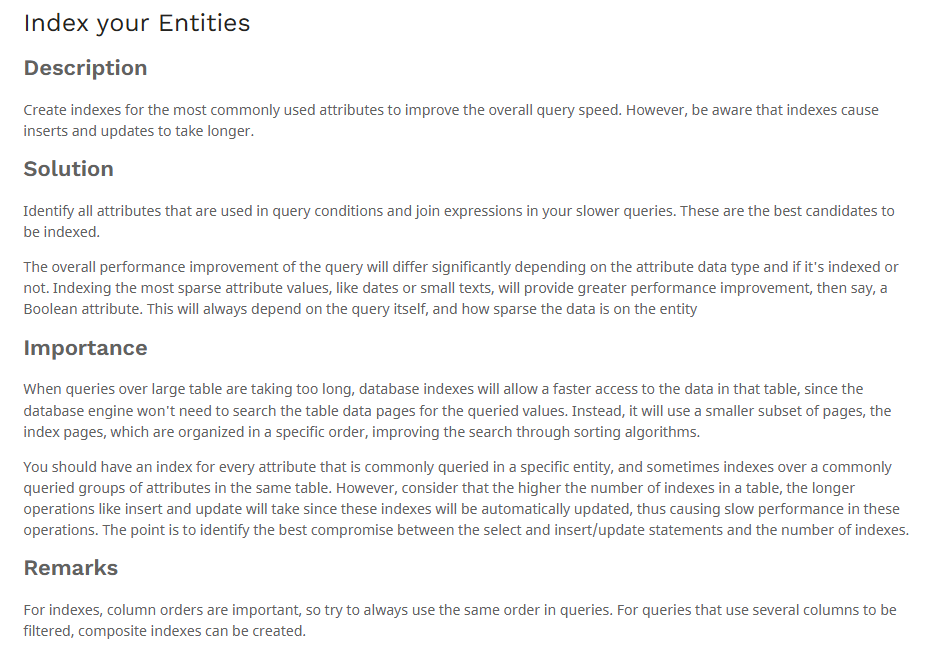 Index your Entities
Description
Create indexes for the most commonly used attributes to improve the overall query speed. However, be aware that indexes cause
inserts and updates to take longer.
Solution
Identify all attributes that are used in query conditions and join expressions in your slower queries. These are the best candidates to
be indexed.
The overall performance improvement of the query will differ significantly depending on the attribute data type and if it's indexed or
not. Indexing the most sparse attribute values, like dates or small texts, will provide greater performance improvement, then say, a
Boolean attribute. This will always depend on the query itself, and how sparse the data is on the entity
Importance
When queries over large table are taking too long, database indexes will allow a faster access to the data in that table, since the
database engine won't need to search the table data pages for the queried values. Instead, it will use a smaller subset of pages, the
index pages, which are organized in a specific order, improving the search through sorting algorithms.
You should have an index for every attribute that is commonly queried in a specific entity, and sometimes indexes over a commonly
queried groups of attributes in the same table. However, consider that the higher the number of indexes in a table, the longer
operations like insert and update will take since these indexes will be automatically updated, thus causing slow performance in these
operations. The point is to identify the best compromise between the select and insert/update statements and the number of indexes.
Remarks
For indexes, column orders are important, so try to always use the same order in queries. For queries that use several columns to be
filtered, composite indexes can be created.